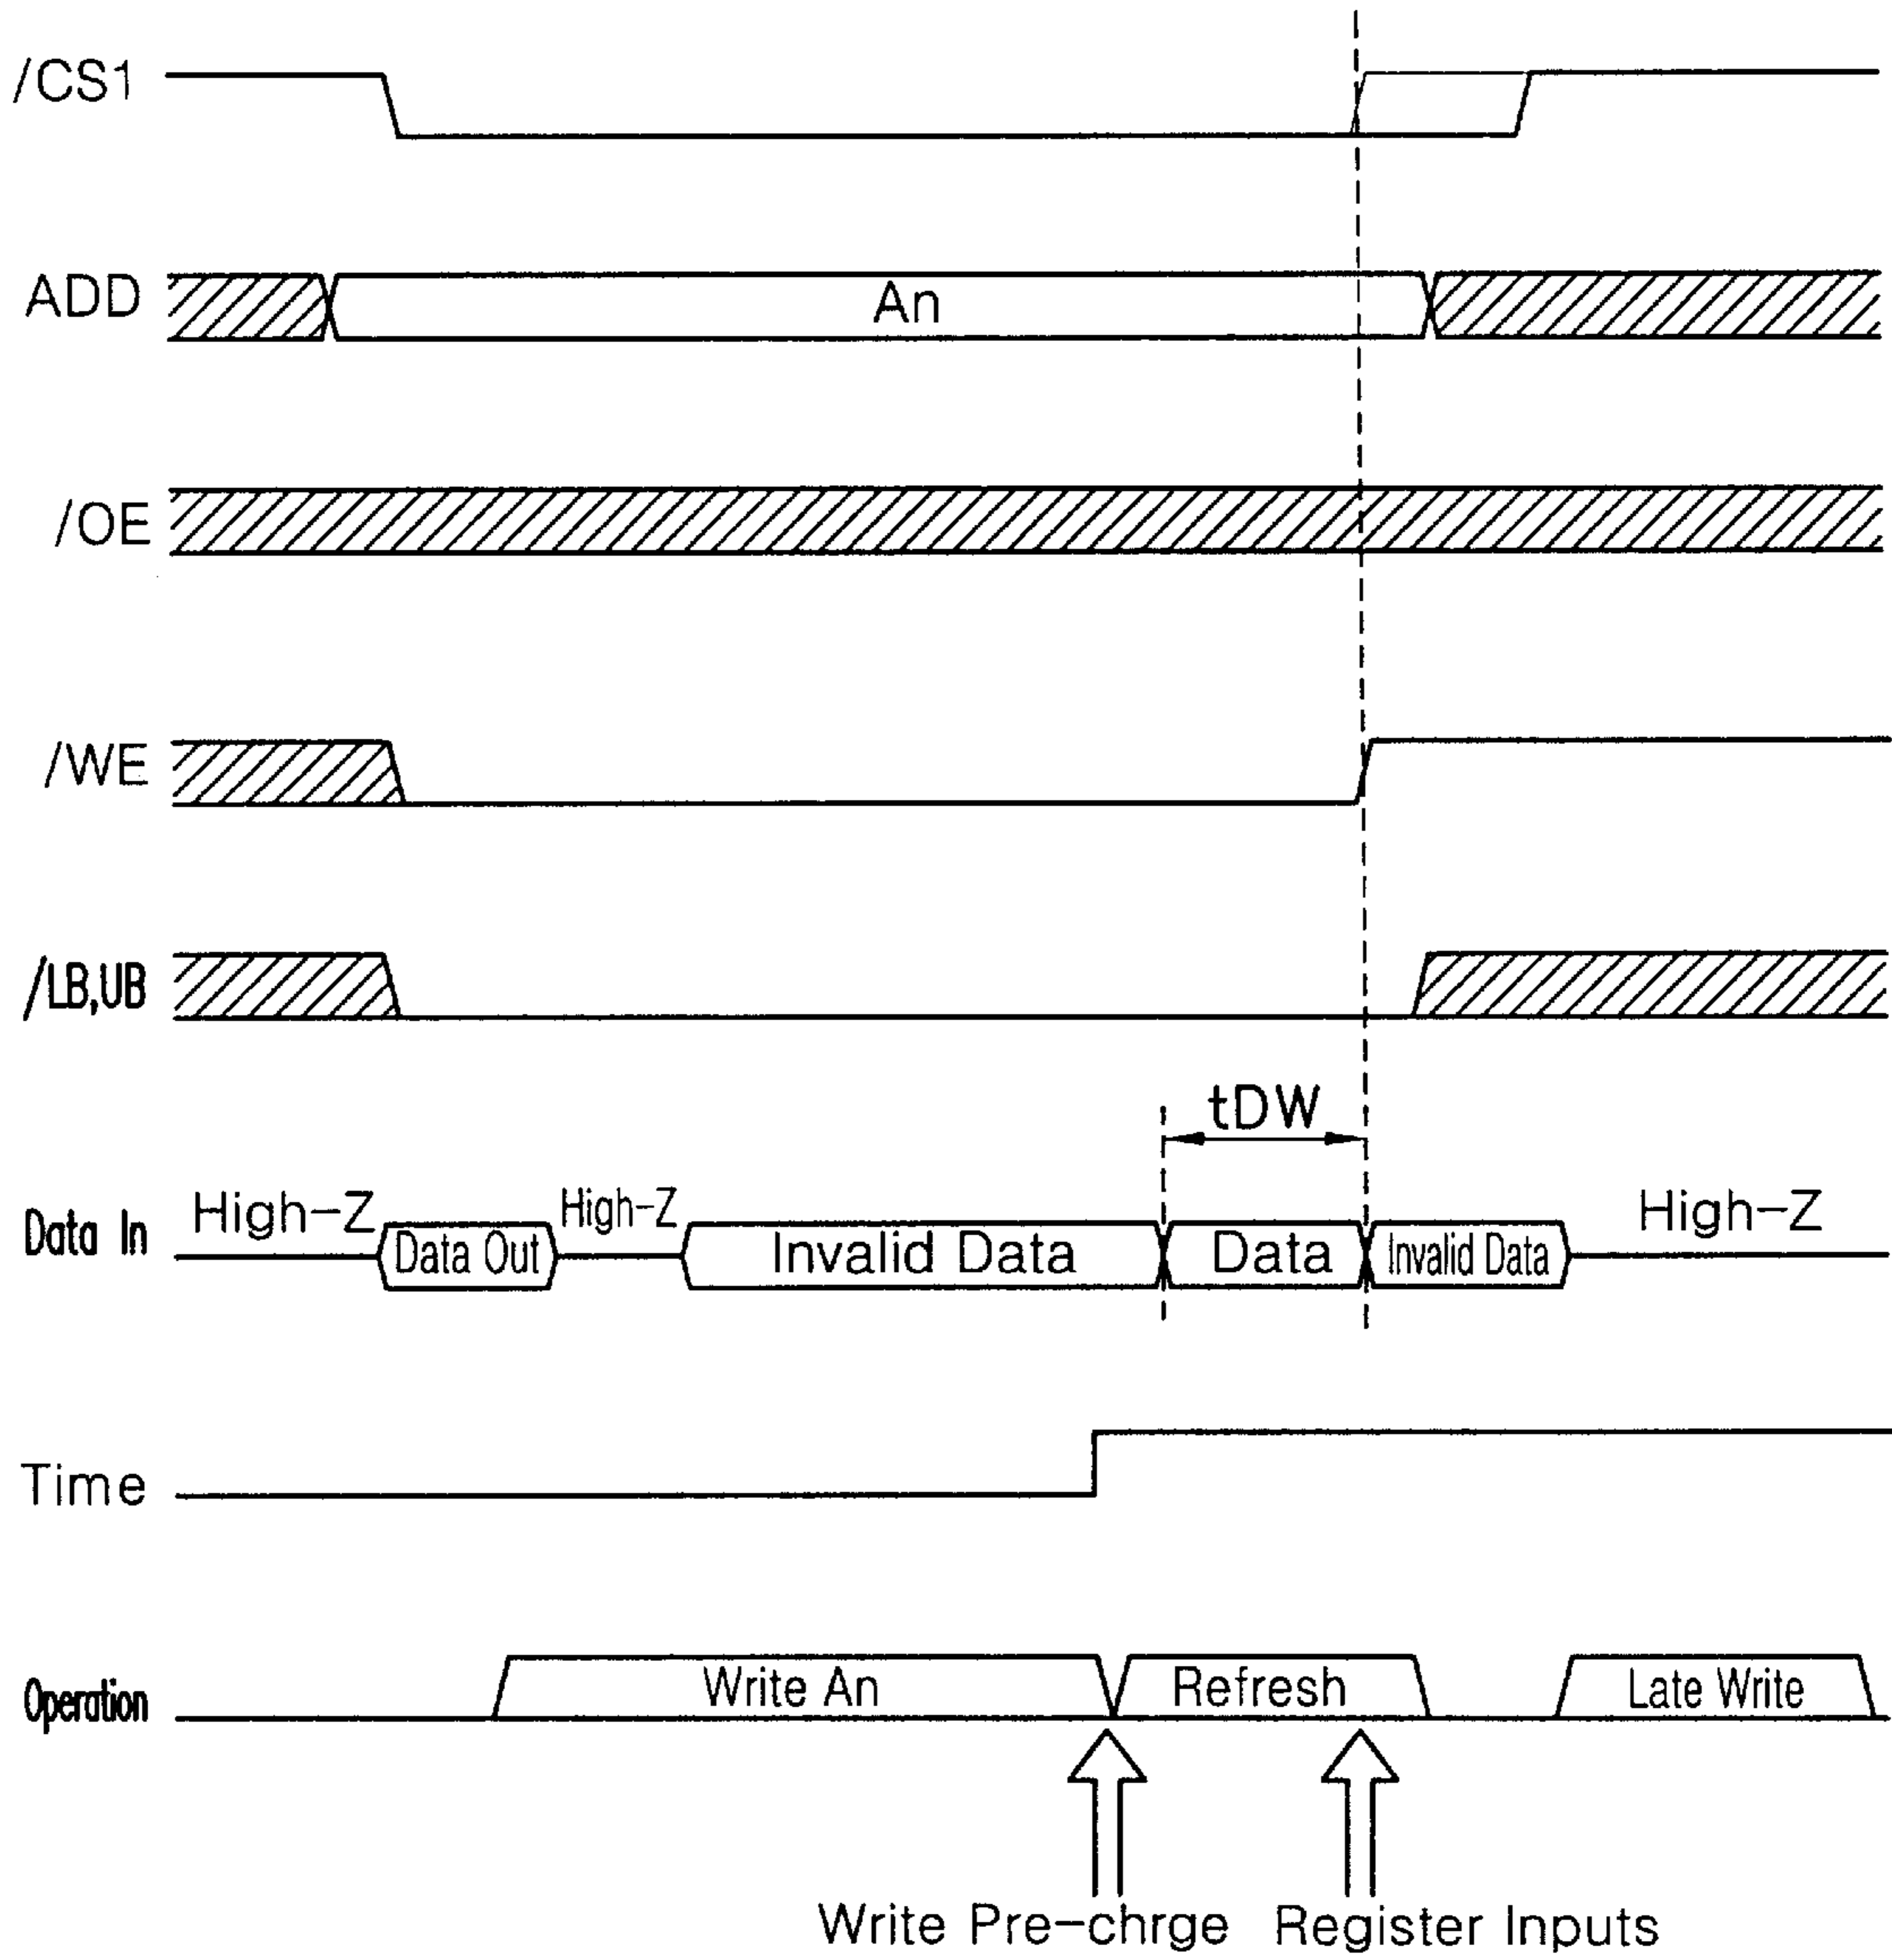 /CS1
ADD An
/OE
/WE
/LB,UB
tDW
Data In High-Z Data Out High-Z Invalid Data Data Invalid Data High-Z
Time
Operation Write An Refresh Late Write
Write Pre-chrge Register Inputs